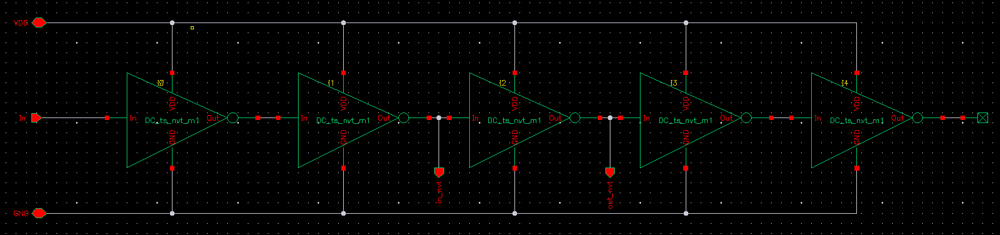 VDD
I0
I1
I2
I3
I4
VDD
VDD
VDD
VDD
VDD
In
In
DC_ts_nvt_m1
Out
In
DC_ts_nvt_m1
Out
In
DC_ts_nvt_m1
Out
In
DC_ts_nvt_m1
Out
In
DC_ts_nvt_m1
Out
GND
GND
GND
GND
GND
in_nvt
out_nvt
GND